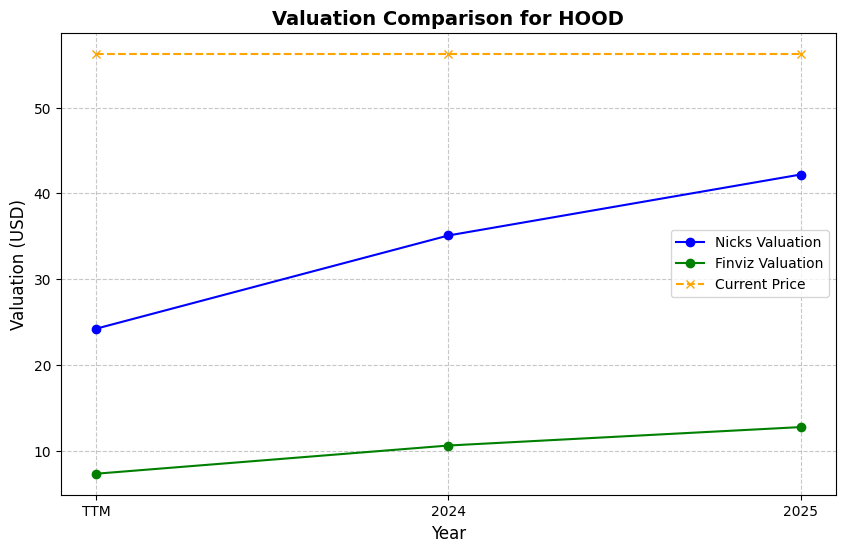 Valuation Comparison for HOOD
Valuation (USD)
50
40
30
20
10
Nicks Valuation
Finviz Valuation
Current Price
TTM
2024
2025
Year